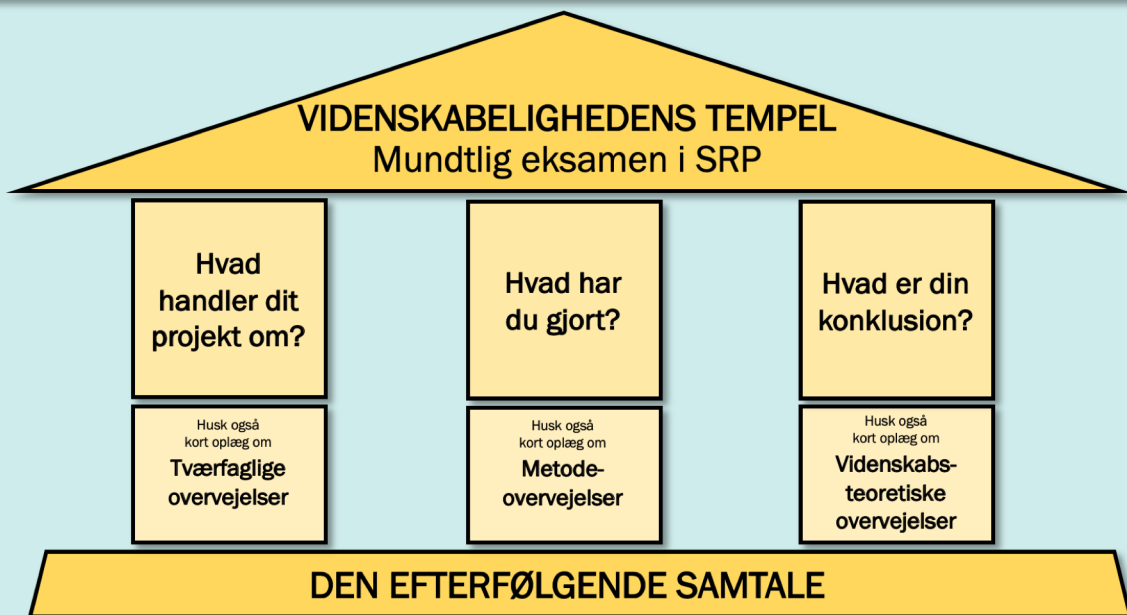 VIDENSKABELIGHEDENS TEMPEL
Mundtlig eksamen i SRP
Hvad
handler dit
projekt om?
Husk også
kort oplæg om
Tværfaglige
overvejelser
Hvad har
du gjort?
Husk også
kort oplæg om
Metode-
overvejelser
Hvad er din
konklusion?
Husk også
kort oplæg om
Videnskabs-
teoretiske
overvejelser
DEN EFTERFØLGENDE SAMTALE